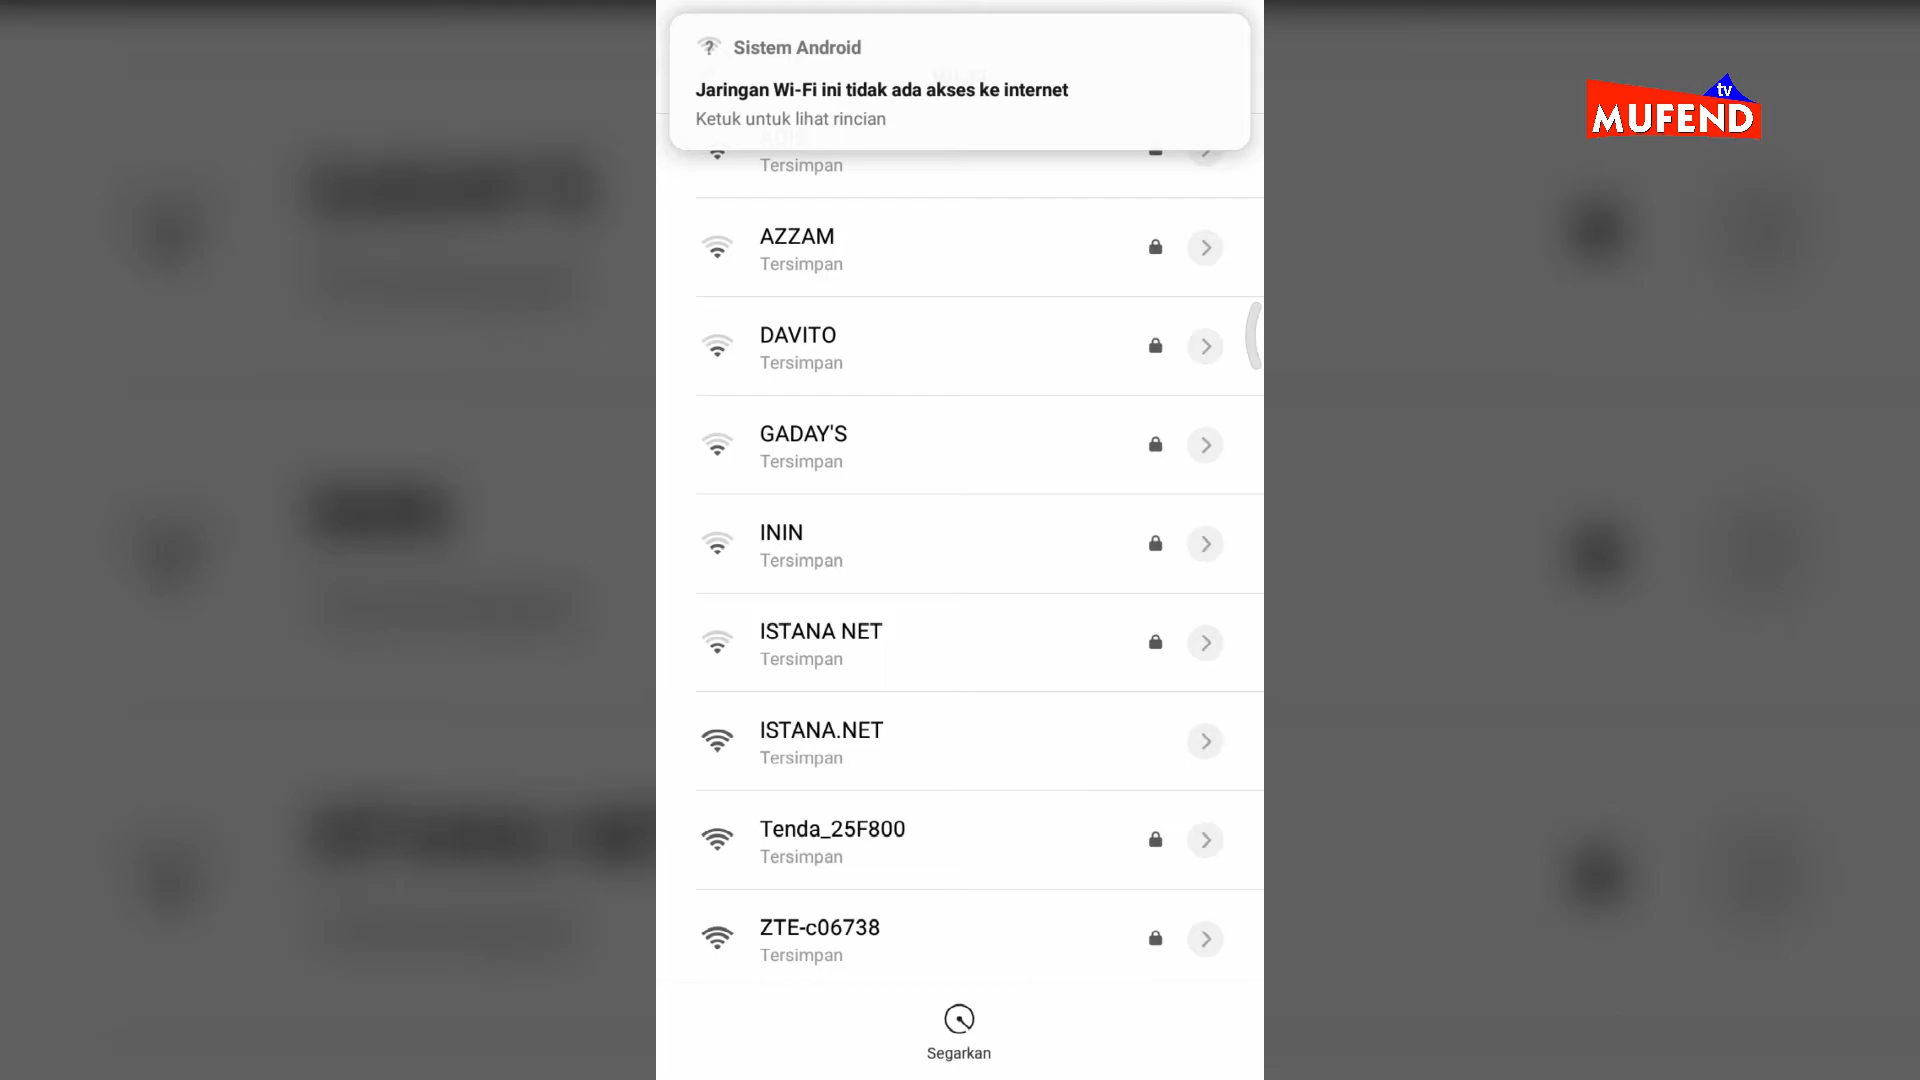 Sistem Android
Jaringan Wi-Fi ini tidak ada akses ke internet
Ketuk untuk lihat rincian
tv
MUFEND
Tersimpan
AZZAM
Tersimpan
DAVITO
Tersimpan
GADAY'S
Tersimpan
ININ
Tersimpan
ISTANA NET
Tersimpan
ISTANA.NET
Tersimpan
Tenda_25F800
Tersimpan
ZTE-c06738
Tersimpan
Segarkan